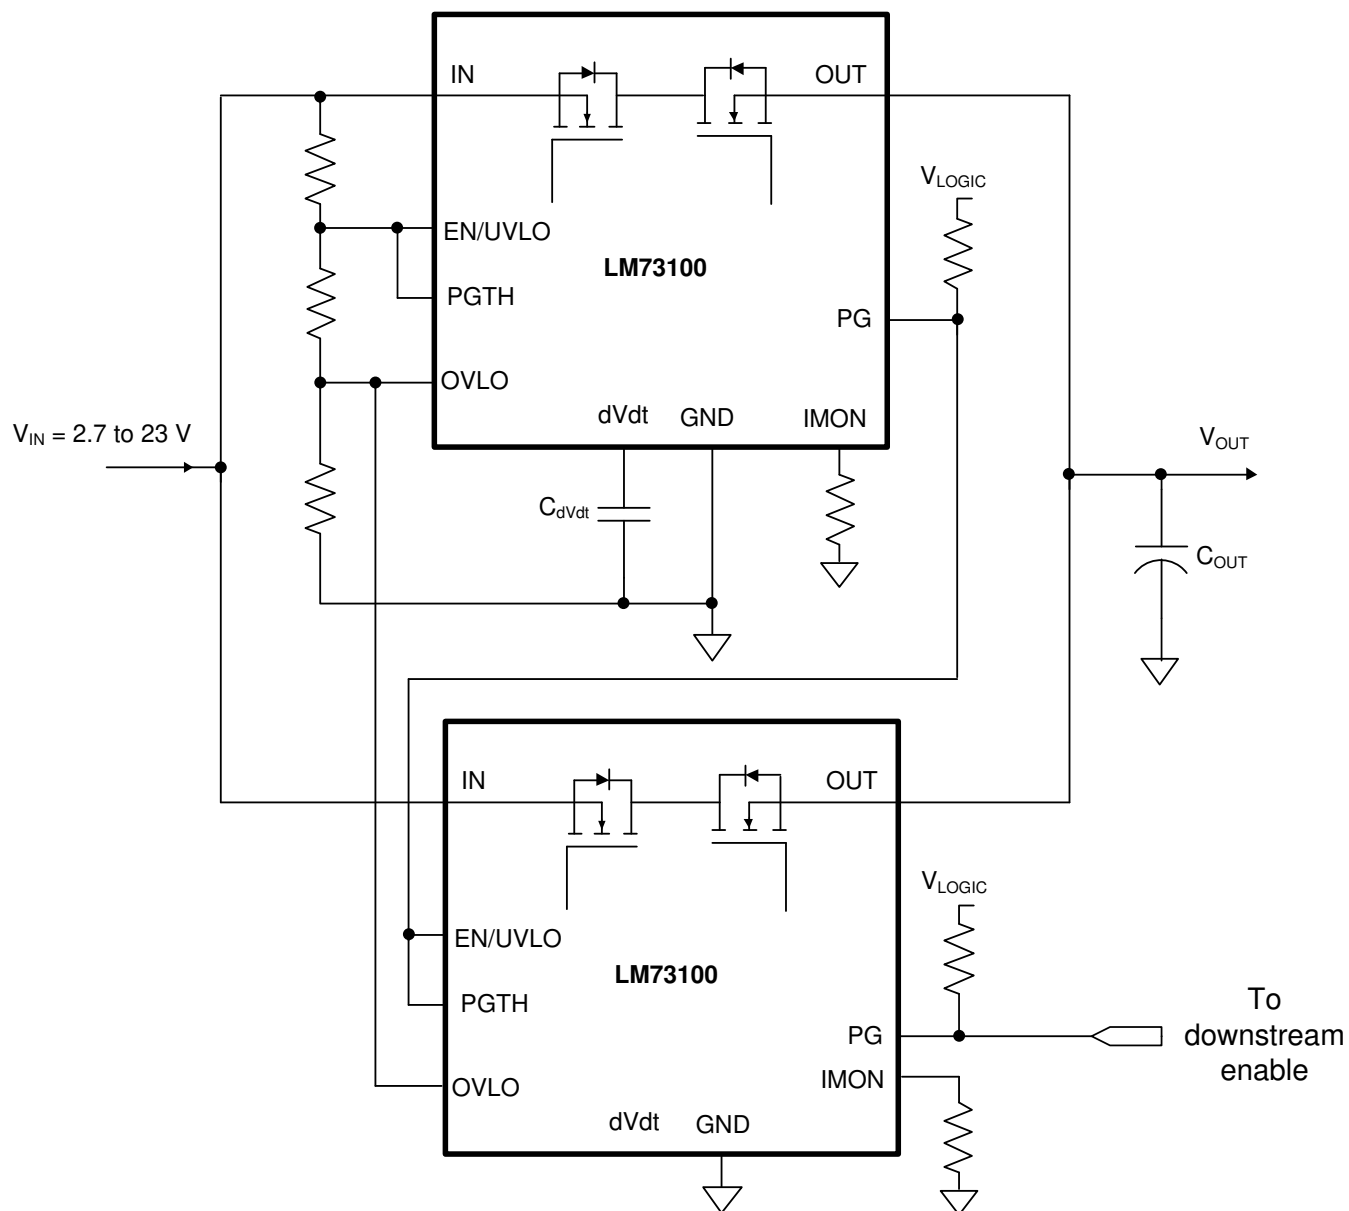 IN
OUT
V_LOGIC
EN/UVLO
LM73100
PGTH
PG
OVLO
dVdt
GND
IMON
V_IN = 2.7 to 23 V
V_OUT
C_dVdt
C_OUT
IN
OUT
V_LOGIC
EN/UVLO
LM73100
PGTH
PG
To
downstream
enable
IMON
OVLO
dVdt
GND